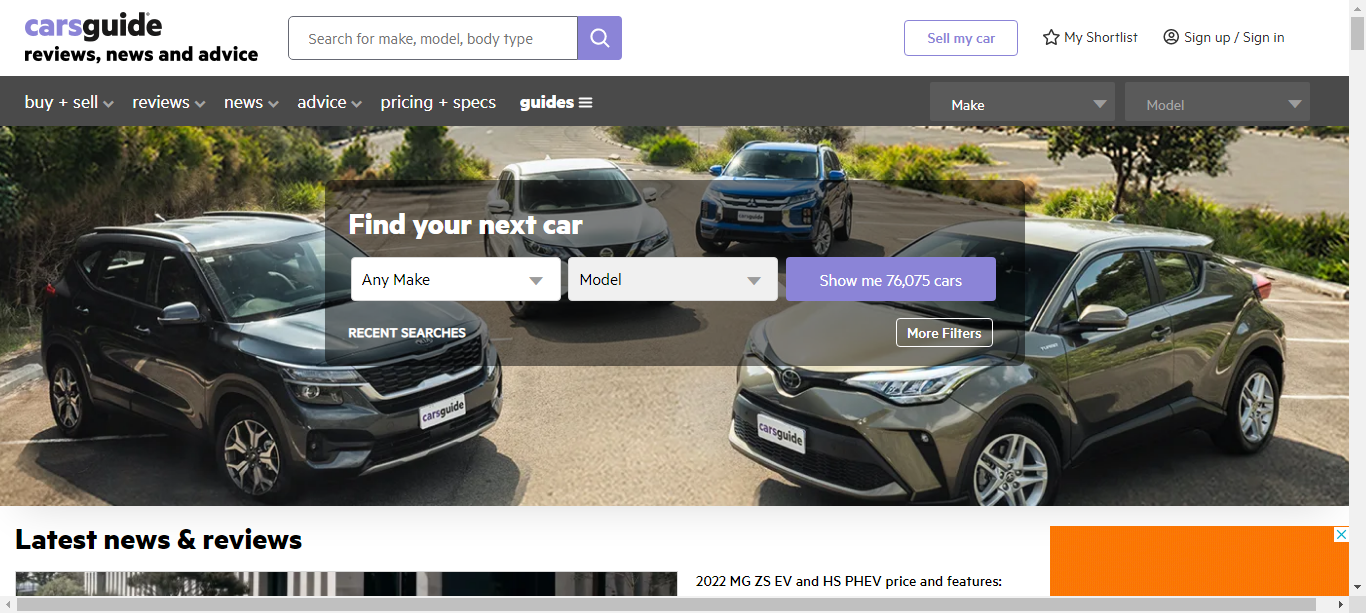 carsguide
reviews, news and advice
Search for make, model, body type
Sell my car
My Shortlist
Sign up / Sign in
buy + sell
reviews
news
advice
pricing + specs
guides
Make
Model
Find your next car
Any Make
Model
Show me 76,075 cars
RECENT SEARCHES
More Filters
carsguide
carsguide
carsguide
TURBO
Latest news & reviews
2022 MG ZS EV and HS PHEV price and features: